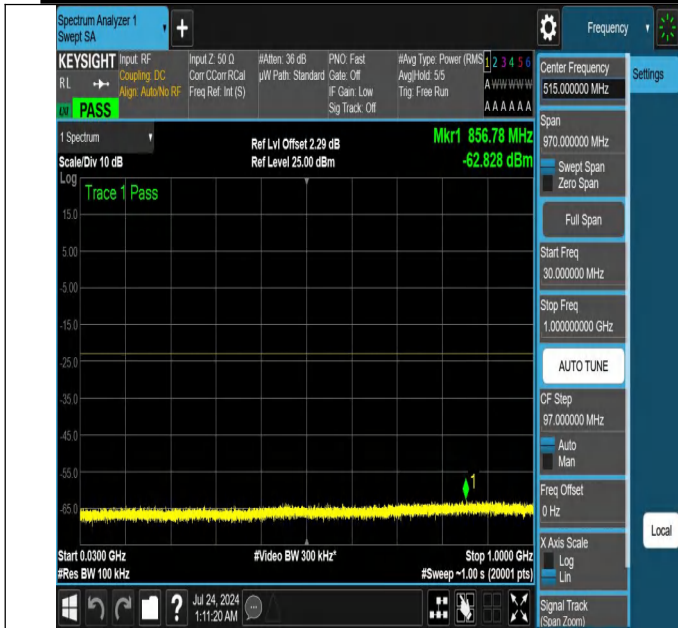 Spectrum Analyzer 1
Swept SA
+
Frequency
KEYSIGHT
RL
LXI
PASS
Input: RF
Coupling: DC
Align: Auto/No RF
Input Z: 50 Ω
Corr CCorr RCal
Freq Ref: Int (S)
#Atten: 36 dB
µW Path: Standard
PNO: Fast
Gate: Off
IF Gain: Low
Sig Track: Off
#Avg Type: Power (RMS
Avg|Hold: 5/5
Trig: Free Run
1 2 3 4 5 6
A W W W W W
A A A A A A
1 Spectrum
Scale/Div 10 dB
Log
Ref Lvl Offset 2.29 dB
Ref Level 25.00 dBm
Mkr1 856.78 MHz
-62.828 dBm
Trace 1 Pass
15.0
5.00
-5.00
-15.0
-25.0
-35.0
-45.0
-55.0
-65.0
1
Start 0.0300 GHz
#Res BW 100 kHz
#Video BW 300 kHz*
Stop 1.0000 GHz
#Sweep ~1.00 s (20001 pts)
?
Jul 24, 2024
1:11:20 AM
Center Frequency
515.000000 MHz
Settings
Span
970.000000 MHz
Swept Span
Zero Span
Full Span
Start Freq
30.000000 MHz
Stop Freq
1.000000000 GHz
AUTO TUNE
CF Step
97.000000 MHz
Auto
Man
Freq Offset
0 Hz
X Axis Scale
Log
Lin
Local
Signal Track
(Span Zoom)